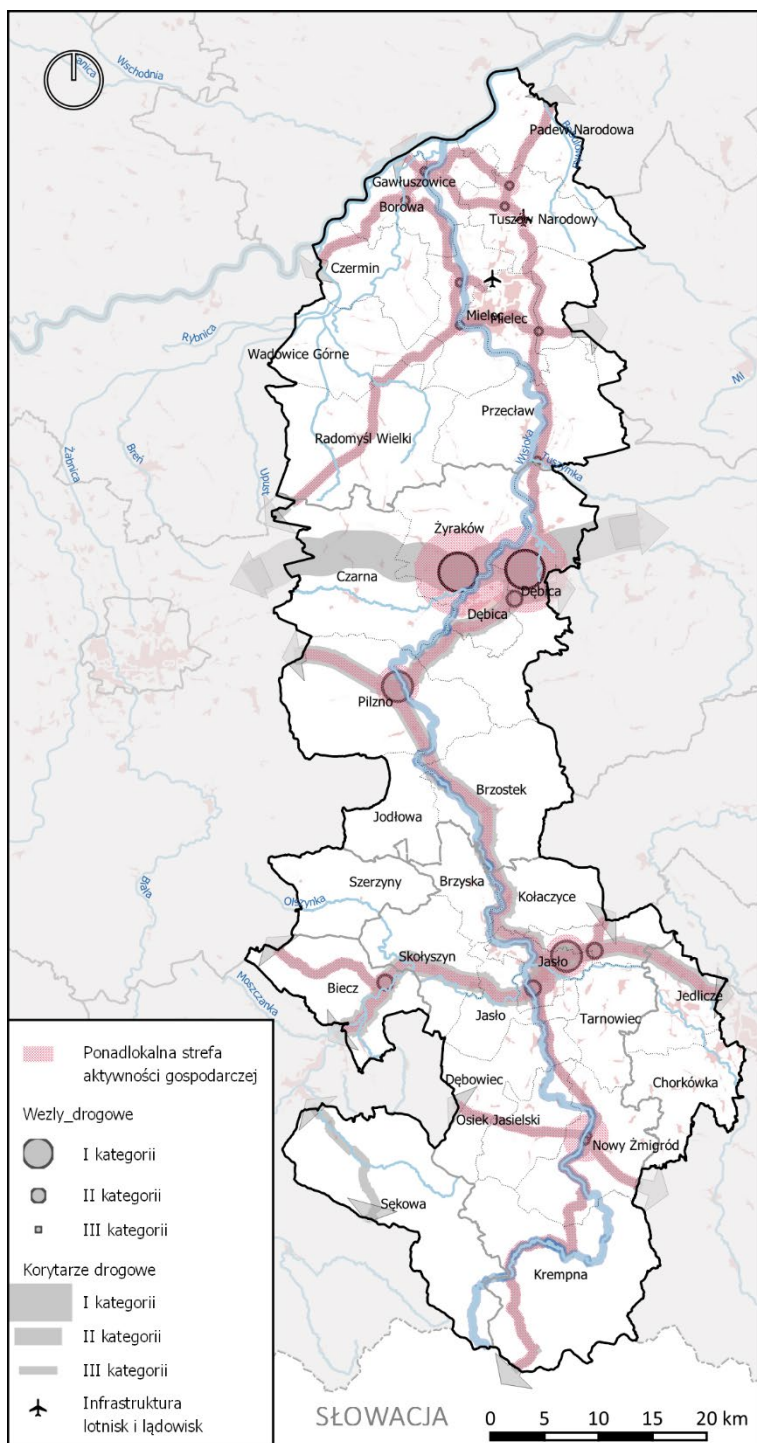 Wschodnia
Padew Narodowa
Gawłuszowice
Borowa
Tuszów Narodowy
Czermin
Rybnica
Mielec
Mielec
Wadowice Górne
Przecław
Radomyśl Wielki
Wisłoka
Tuszymka
Żabnica
Breń
Upust
Żyraków
Czarna
Dębica
Dębica
Pilzno
Brzostek
Jodłowa
Szerzyny
Brzyska
Kołaczyce
Olszynka
Biała
Skołyszyn
Jasło
Biecz
Moszczanka
Jedlicze
Jasło
Tarnowiec
Dębowiec
Chorkówka
Osiek Jasielski
Nowy Żmigród
Sękowa
Krempna
Ponadlokalna strefa
aktywności gospodarczej
Wezly_drogowe
I kategorii
II kategorii
III kategorii
Korytarze drogowe
I kategorii
II kategorii
III kategorii
Infrastruktura
lotnisk i lądowisk
SŁOWACJA
0 5 10 15 20 km